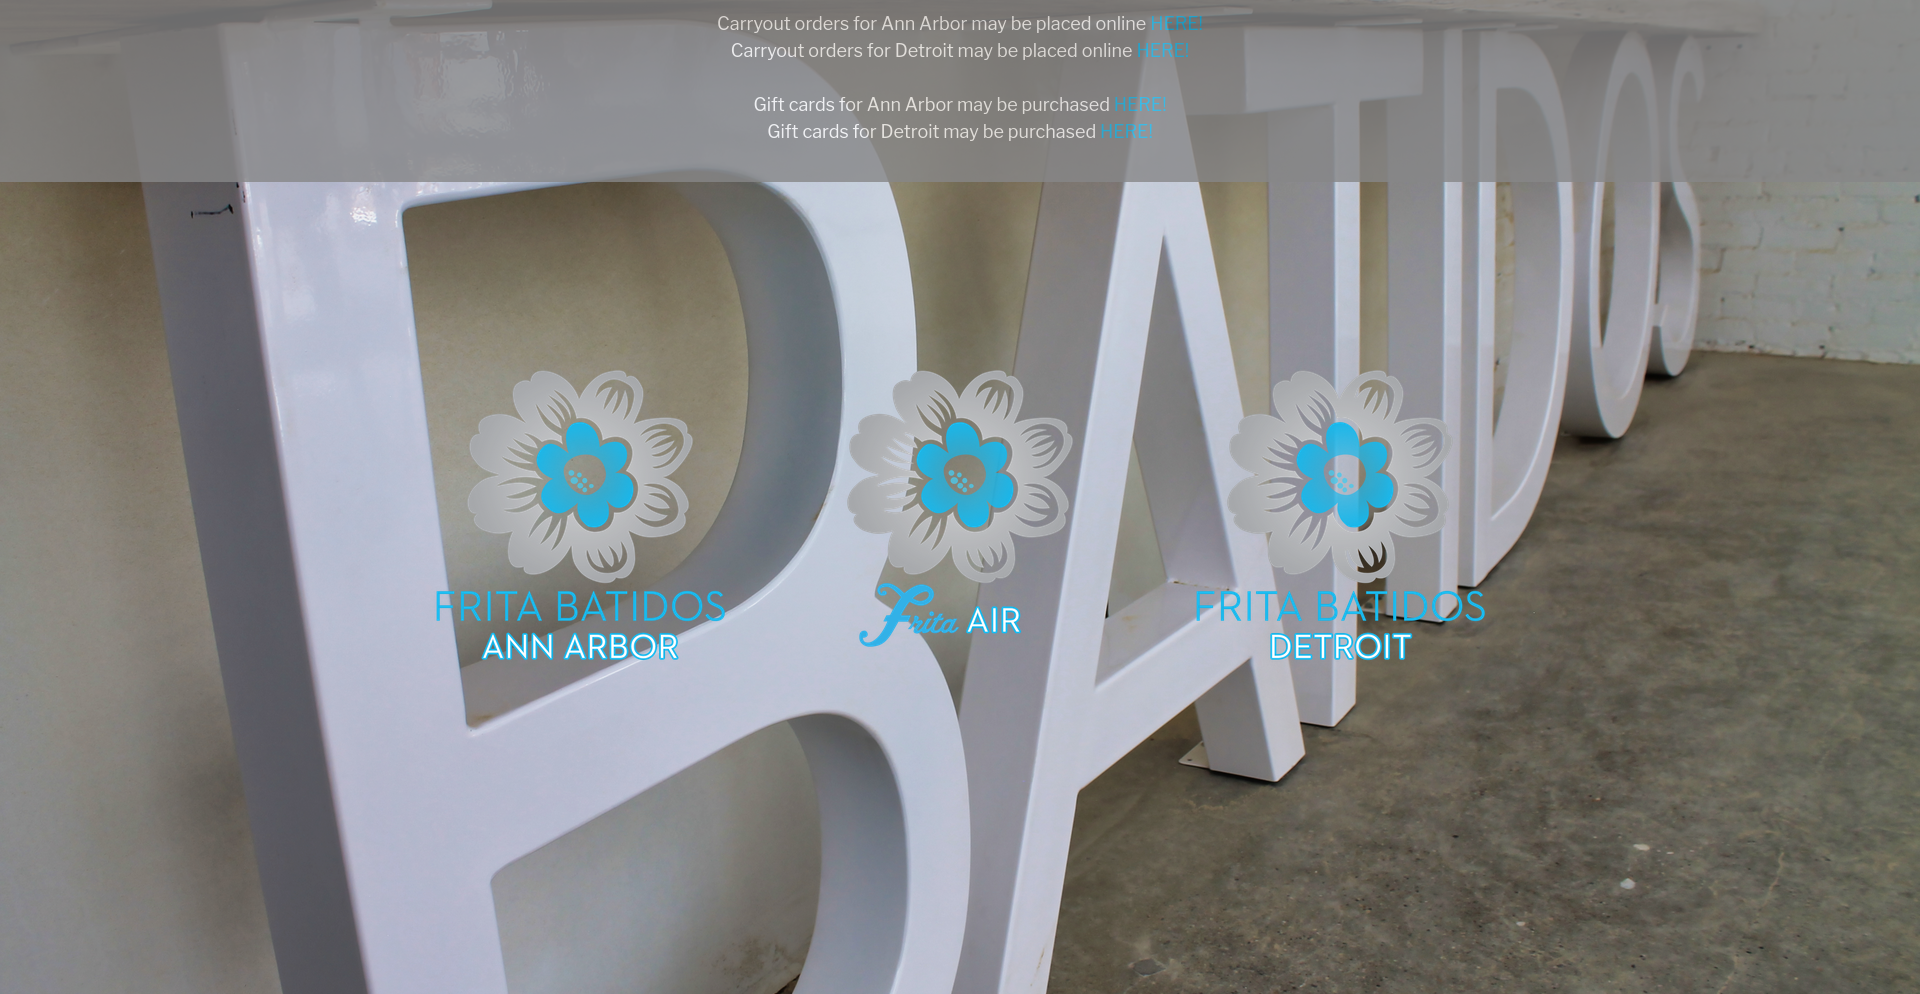 Carryout orders for Ann Arbor may be placed online HERE!
Carryout orders for Detroit may be placed online HERE!
Gift cards for Ann Arbor may be purchased HERE!
Gift cards for Detroit may be purchased HERE!
BATIDOS
FRITA BATIDOS
ANN ARBOR
Frita AIR
FRITA BATIDOS
DETROIT